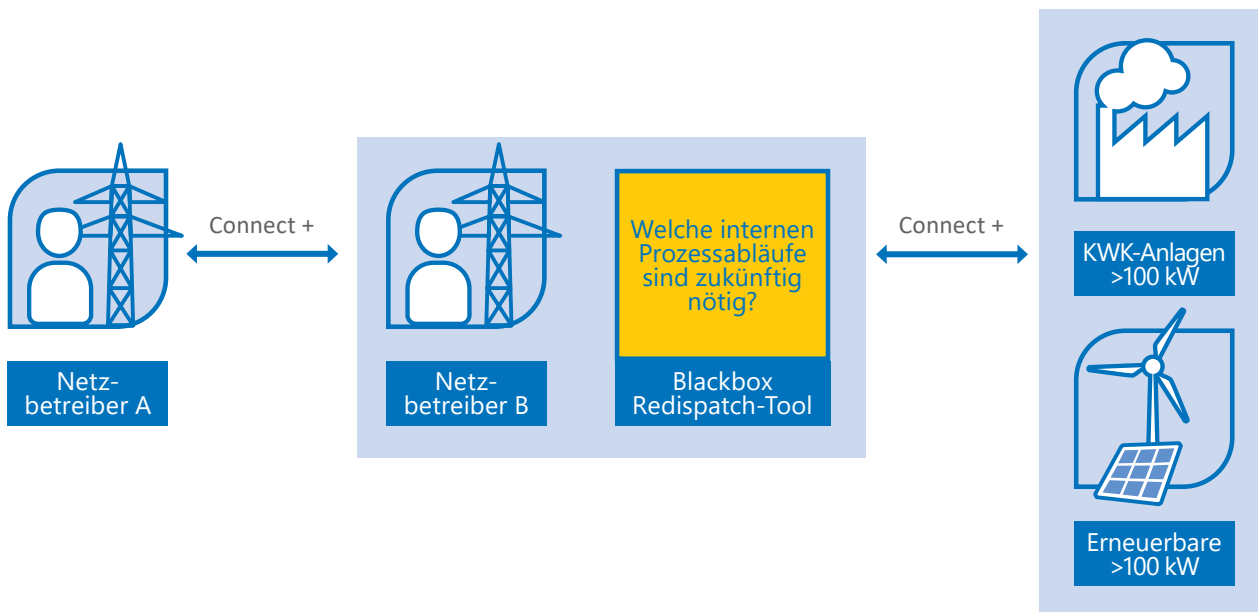 Netz-
betreiber A
Connect +
Netz-
betreiber B
Welche internen
Prozessabläufe
sind zukünftig
nötig?
Blackbox
Redispatch-Tool
Connect +
KWK-Anlagen
>100 kW
Erneuerbare
>100 kW